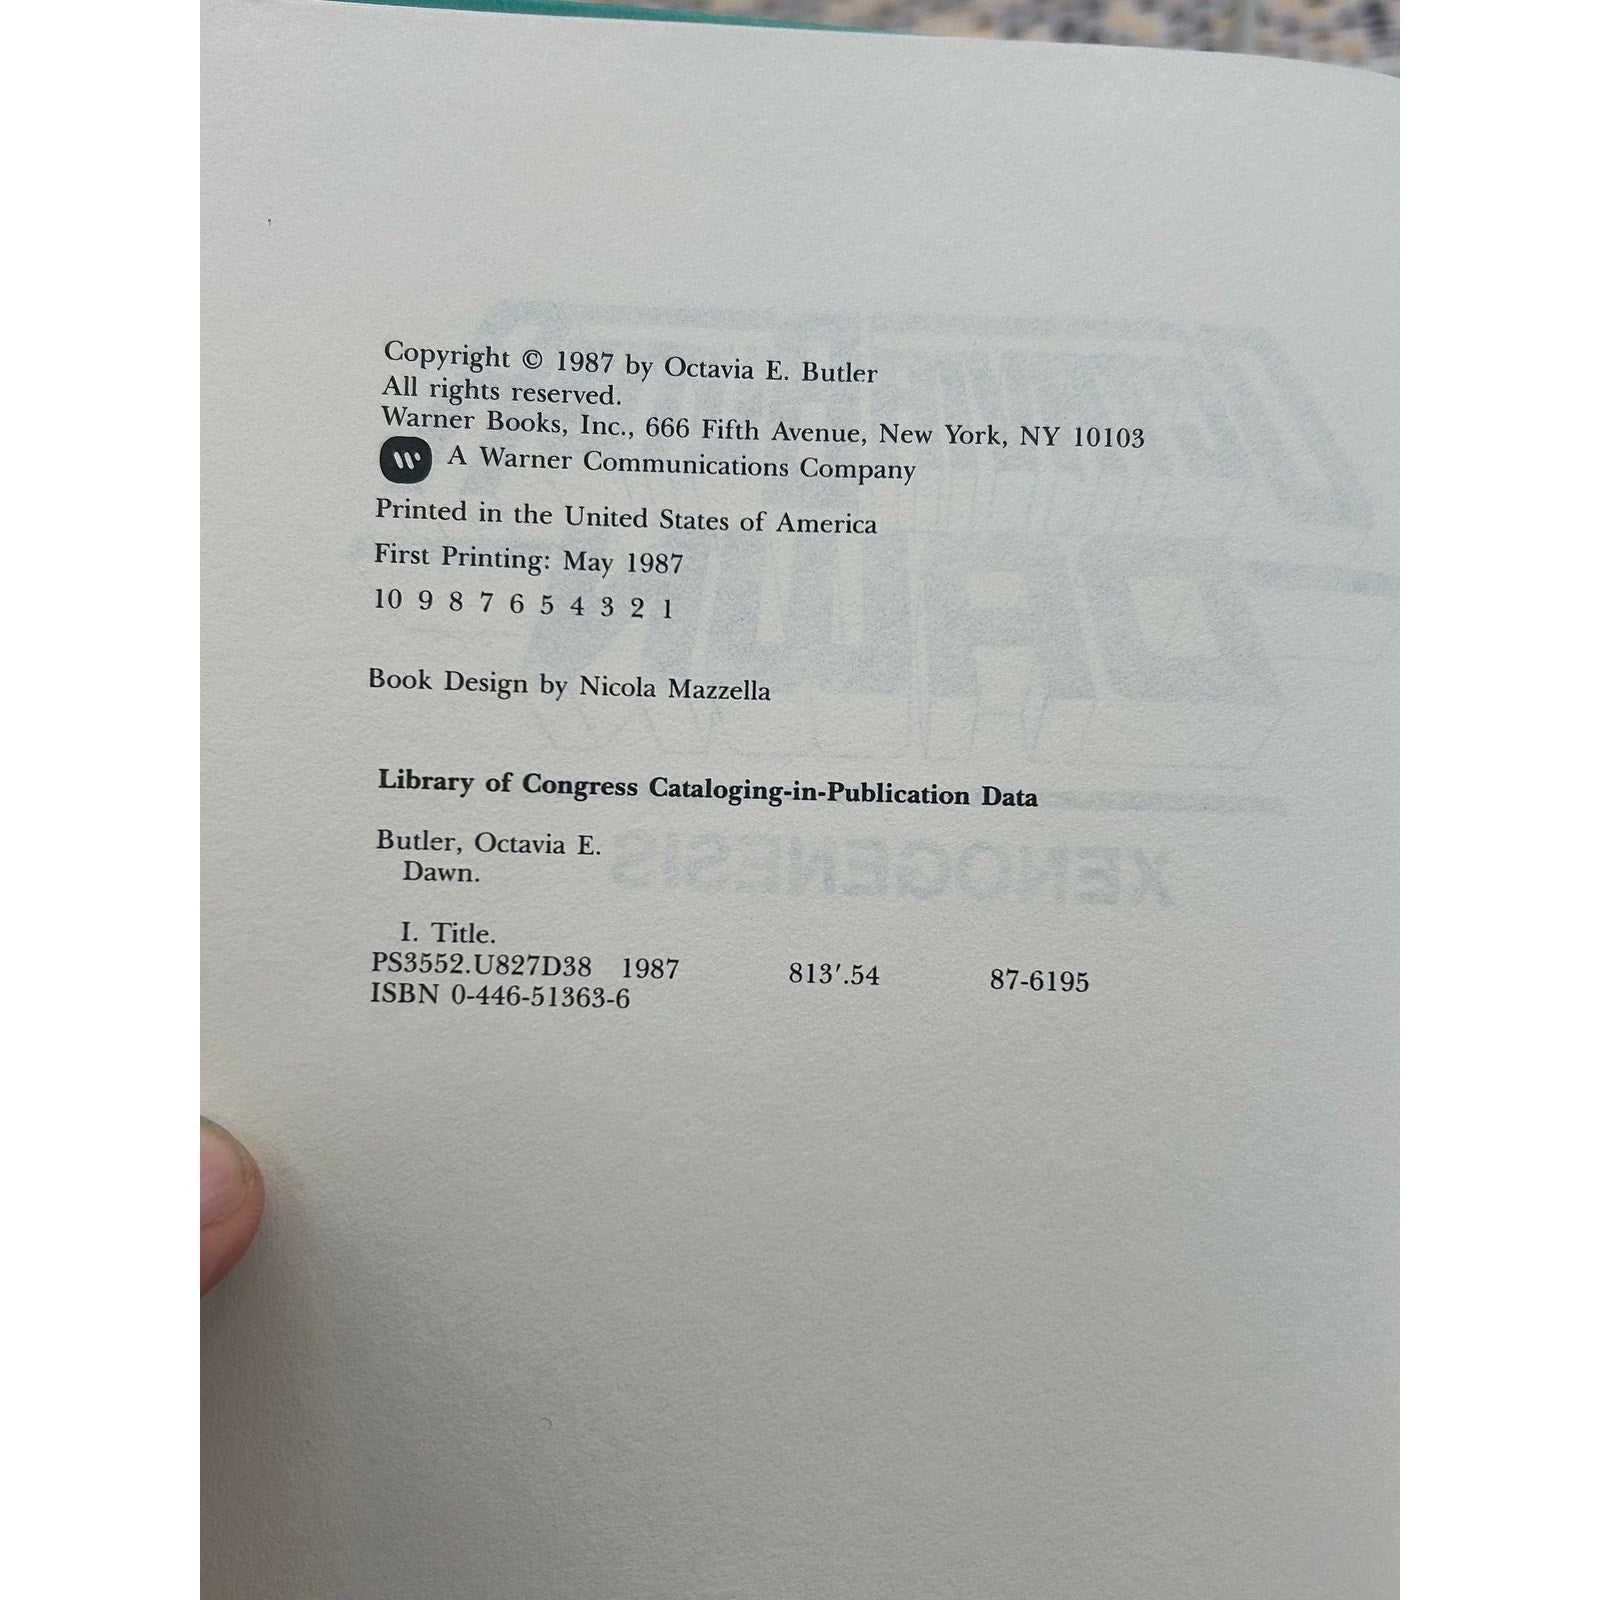 Copyright © 1987 by Octavia E. Butler
All rights reserved.
Warner Books, Inc., 666 Fifth Avenue, New York, NY 10103
W A Warner Communications Company
Printed in the United States of America
First Printing: May 1987
10 9 8 7 6 5 4 3 2 1
Book Design by Nicola Mazzella
Library of Congress Cataloging-in-Publication Data
Butler, Octavia E.
Dawn.
I. Title.
PS3552.U827D38 1987 813′.54 87-6195
ISBN 0-446-51363-6
XENOGENESIS